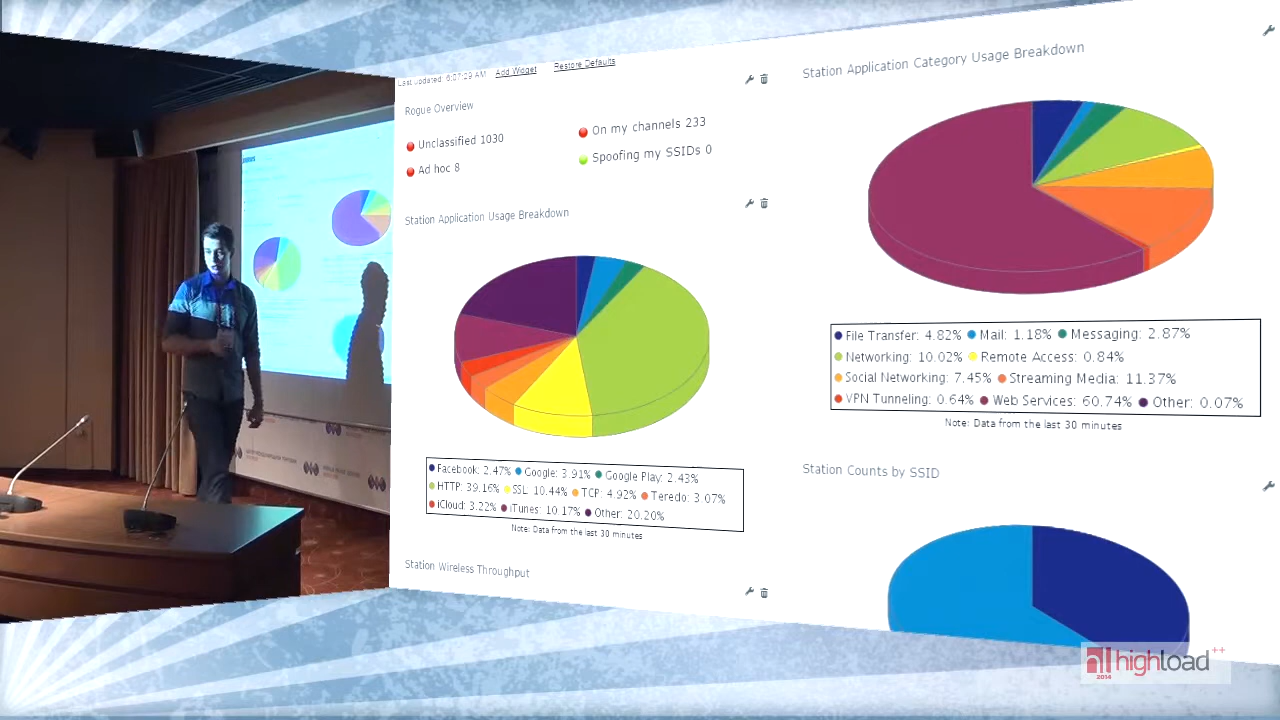 Last updated: 6:07:29 AM Add Widget Restore Defaults
Rogue Overview
Unclassified 1030
On my channels 233
Ad hoc 8
Spoofing my SSIDs 0
Station Application Usage Breakdown
Facebook: 2.47% Google: 3.91% Google Play: 2.43%
HTTP: 39.16% SSL: 10.44% TCP: 4.92% Teredo: 3.07%
iCloud: 3.22% iTunes: 10.17% Other: 20.20%
Note: Data from the last 30 minutes
Station Wireless Throughput
Station Application Category Usage Breakdown
File Transfer: 4.82% Mail: 1.18% Messaging: 2.87%
Networking: 10.02% Remote Access: 0.84%
Social Networking: 7.45% Streaming Media: 11.37%
VPN Tunneling: 0.64% Web Services: 60.74% Other: 0.07%
Note: Data from the last 30 minutes
Station Counts by SSID
highload++
2014